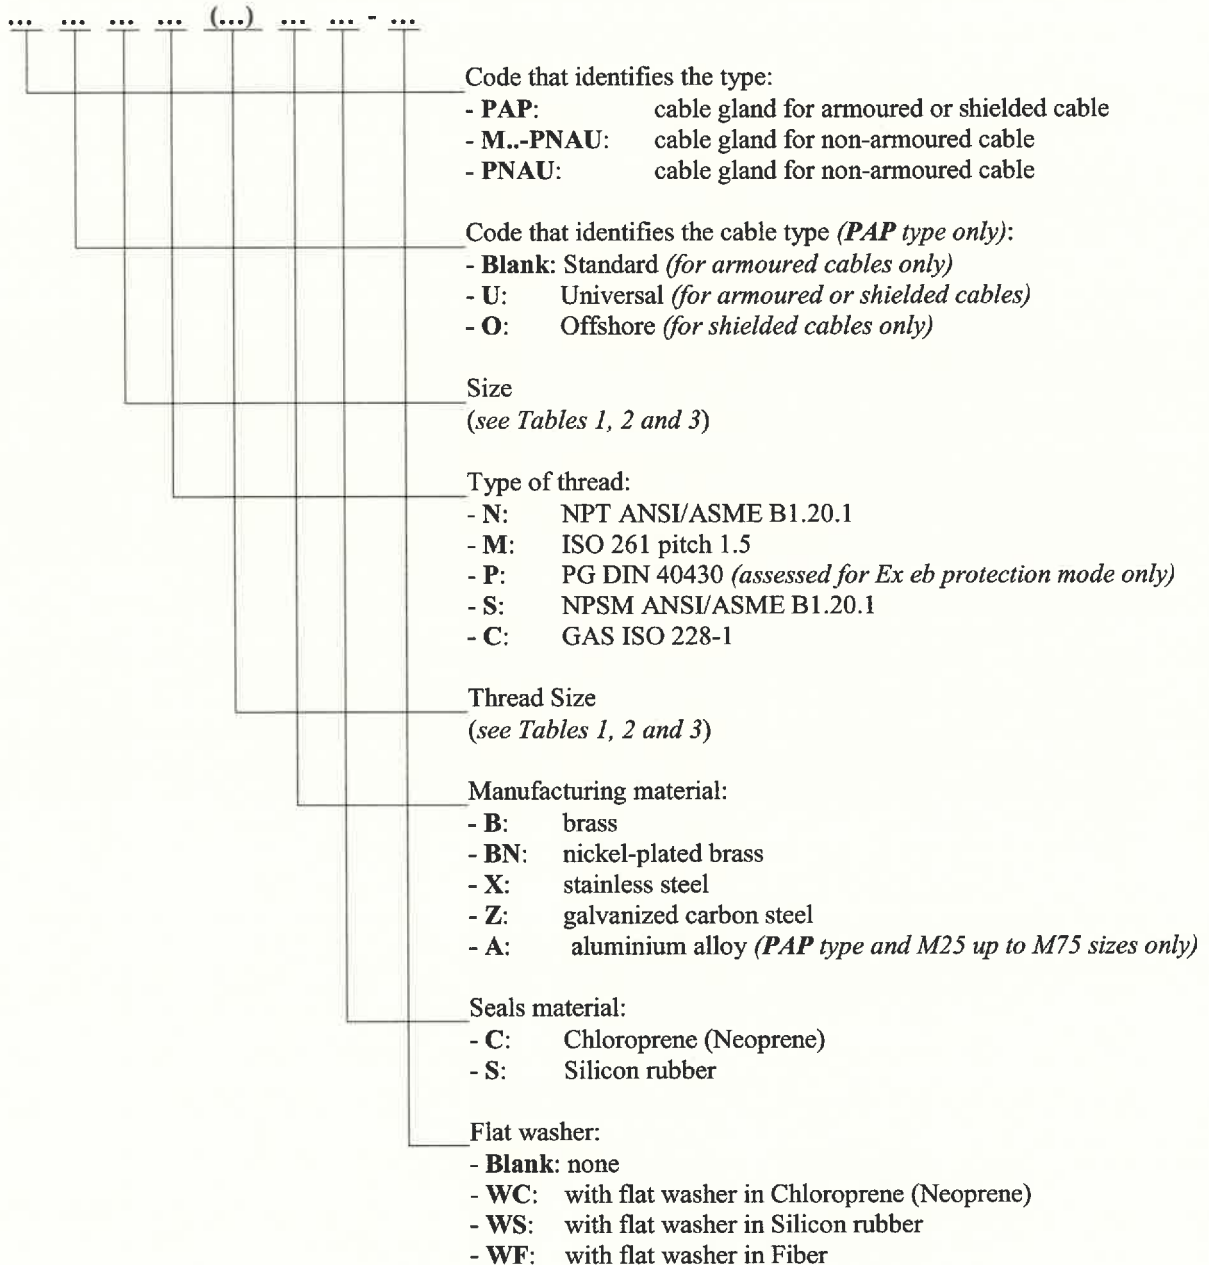 ... ... ... ... (...) ... ... - ...
Code that identifies the type:
- PAP: cable gland for armoured or shielded cable
- M..-PNAU: cable gland for non-armoured cable
- PNAU: cable gland for non-armoured cable
Code that identifies the cable type (PAP type only):
- Blank: Standard (for armoured cables only)
- U: Universal (for armoured or shielded cables)
- O: Offshore (for shielded cables only)
Size
(see Tables 1, 2 and 3)
Type of thread:
- N: NPT ANSI/ASME B1.20.1
- M: ISO 261 pitch 1.5
- P: PG DIN 40430 (assessed for Ex eb protection mode only)
- S: NPSM ANSI/ASME B1.20.1
- C: GAS ISO 228-1
Thread Size
(see Tables 1, 2 and 3)
Manufacturing material:
- B: brass
- BN: nickel-plated brass
- X: stainless steel
- Z: galvanized carbon steel
- A: aluminium alloy (PAP type and M25 up to M75 sizes only)
Seals material:
- C: Chloroprene (Neoprene)
- S: Silicon rubber
Flat washer:
- Blank: none
- WC: with flat washer in Chloroprene (Neoprene)
- WS: with flat washer in Silicon rubber
- WF: with flat washer in Fiber